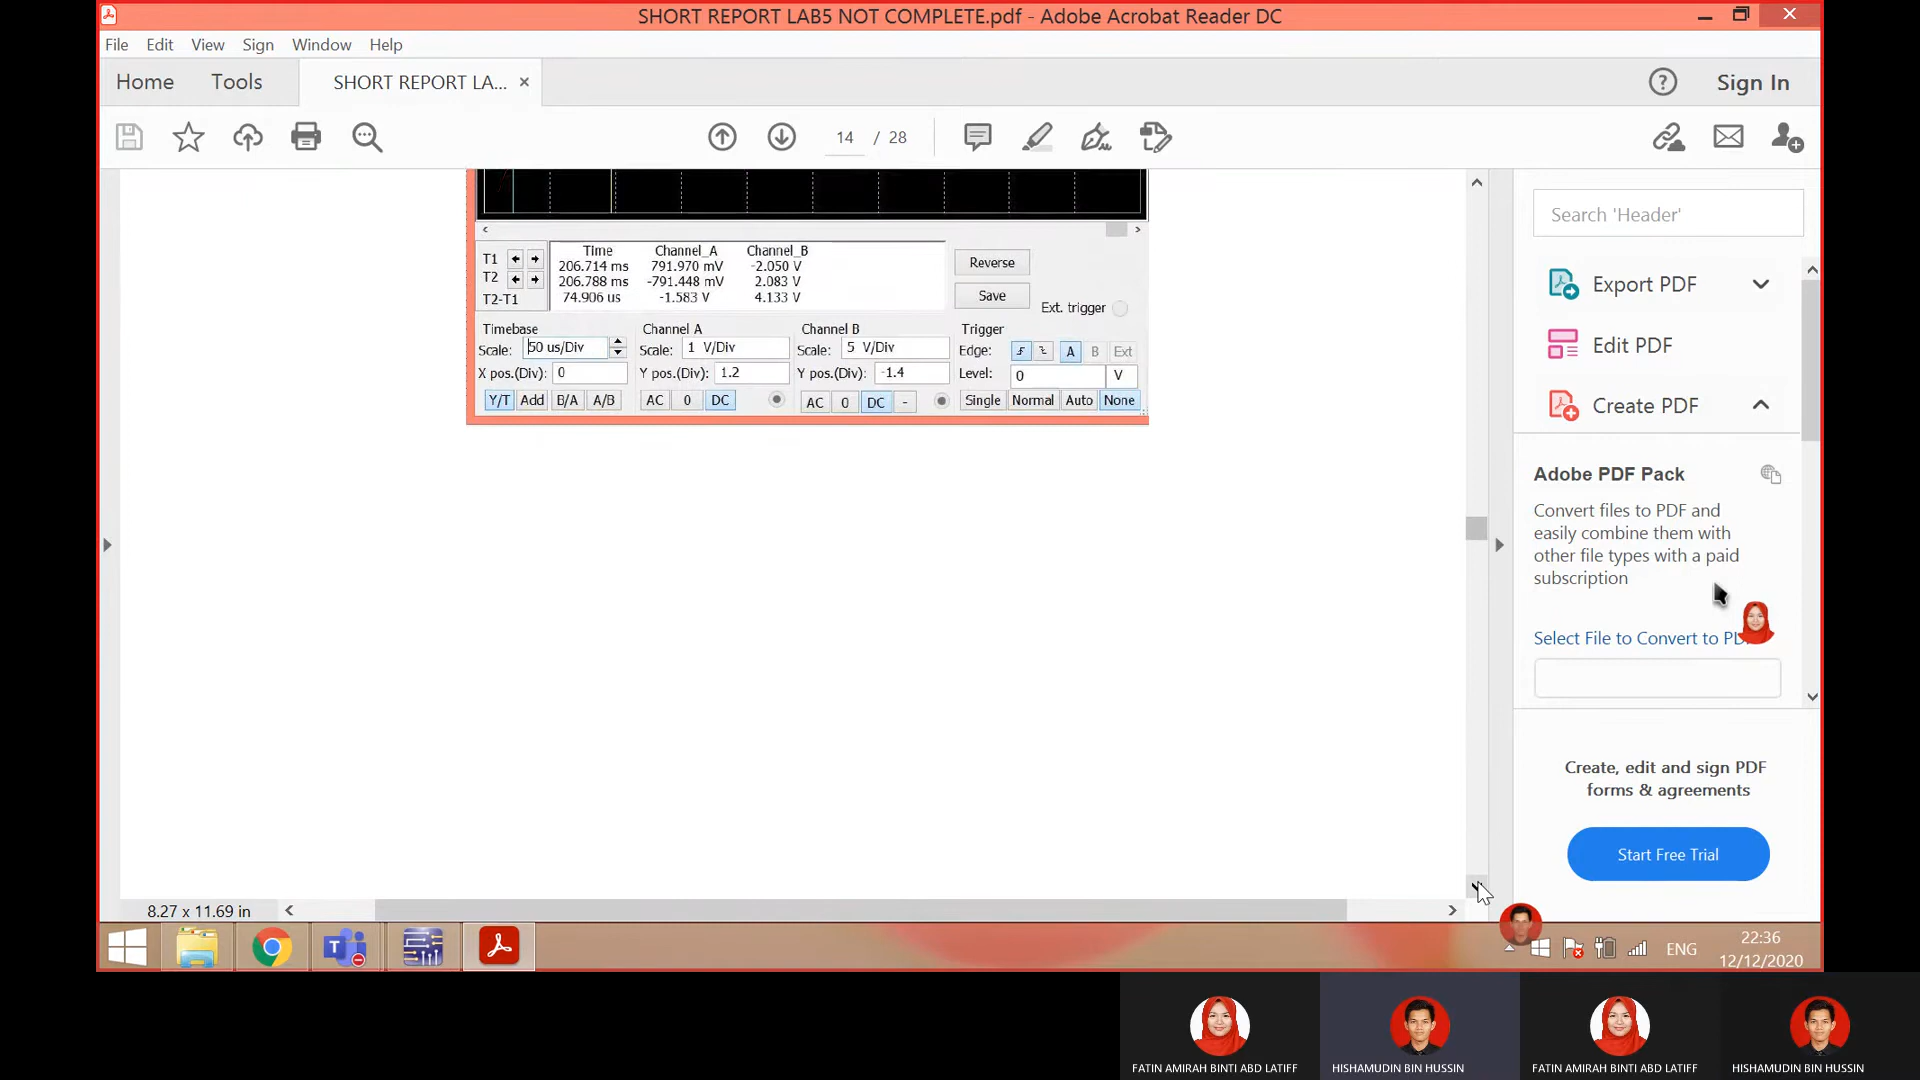 SHORT REPORT LAB5 NOT COMPLETE.pdf - Adobe Acrobat Reader DC
File Edit View Sign Window Help
Home Tools SHORT REPORT LA... × Sign In
14 / 28
Search 'Header'
Export PDF
Edit PDF
Create PDF
Adobe PDF Pack
Convert files to PDF and
easily combine them with
other file types with a paid
subscription
Select File to Convert to PD
Create, edit and sign PDF
forms & agreements
Start Free Trial
Time Channel_A Channel_B
T1 206.714 ms 791.970 mV -2.050 V
T2 206.788 ms -791.448 mV 2.083 V
T2-T1 74.906 us -1.583 V 4.133 V
Reverse
Save
Ext. trigger
Timebase Channel A Channel B Trigger
Scale: 50 us/Div Scale: 1 V/Div Scale: 5 V/Div Edge: A B Ext
X pos.(Div): 0 Y pos.(Div): 1.2 Y pos.(Div): -1.4 Level: 0 V
Y/T Add B/A A/B AC 0 DC AC 0 DC - Single Normal Auto None
8.27 x 11.69 in
ENG
22:36
12/12/2020
FATIN AMIRAH BINTI ABD LATIFF HISHAMUDIN BIN HUSSIN FATIN AMIRAH BINTI ABD LATIFF HISHAMUDIN BIN HUSSIN